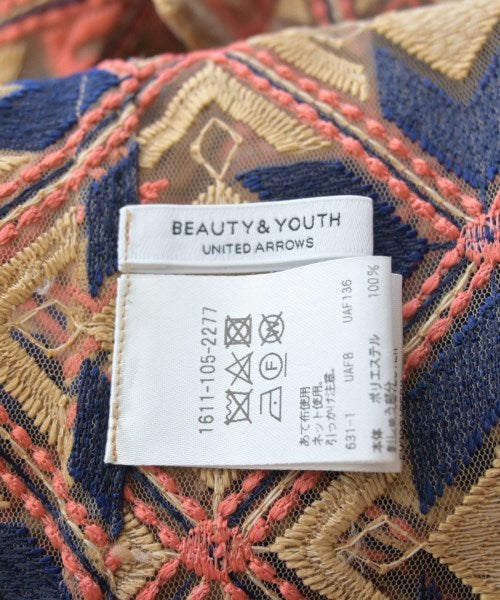 BEAUTY & YOUTH
UNITED ARROWS
1611-105-2277
あて布使用
ネット使用。
引っかけ注意。
631-1 UAF8 UAF136
本体 ポリエステル 100%